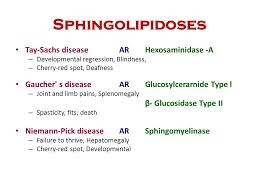 SPHINGOLIPIDOSES
• Tay-Sachs disease AR Hexosaminidase -A
– Developmental regression, Blindness,
– Cherry-red spot, Deafness
• Gaucher' s disease AR Glucosylceramide Type I
– Joint and limb pains, Splenomegaly
β- Glucosidase Type II
– Spasticity, fits; death
• Niemann-Pick disease AR Sphingomyelinase
– Failure to thrive, Hepatomegaly
– Cherry-red spot, Developmental